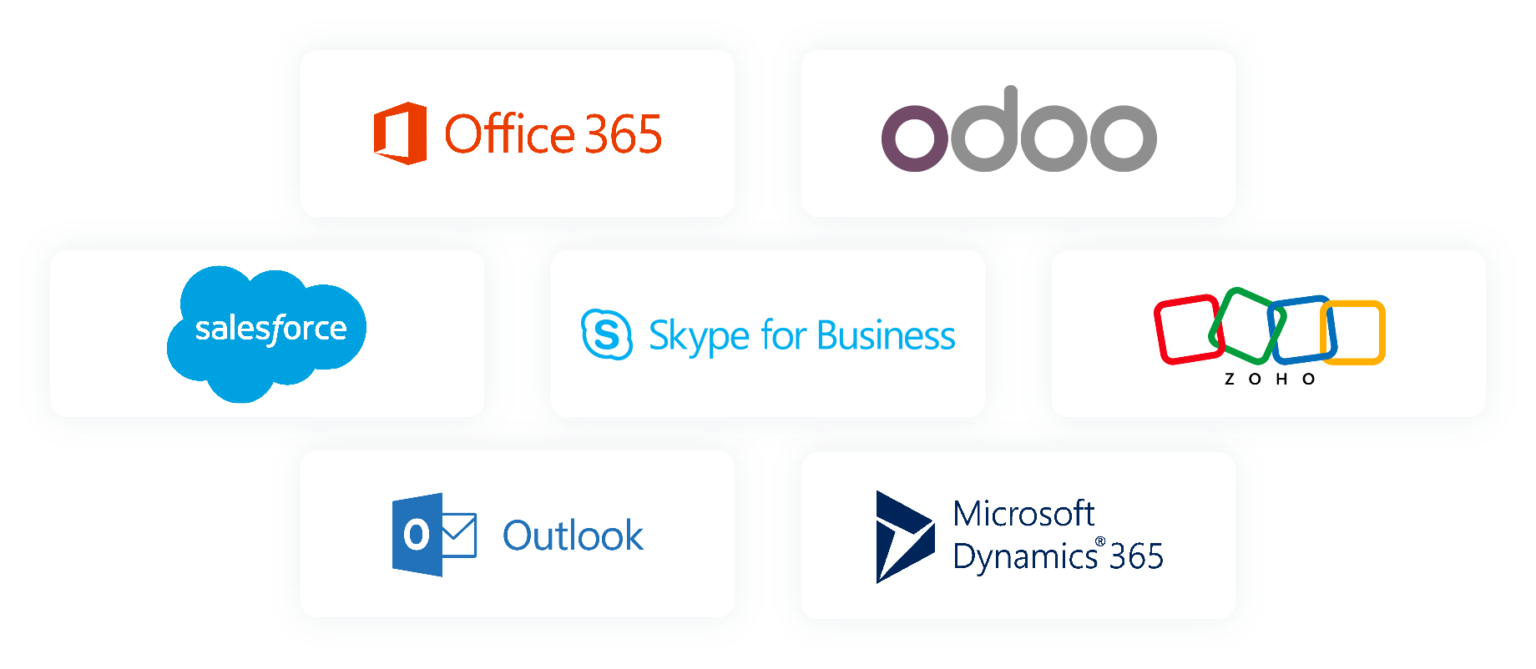 Office 365
odoo
salesforce
S Skype for Business
ZOHO
O Outlook
Microsoft
Dynamics® 365